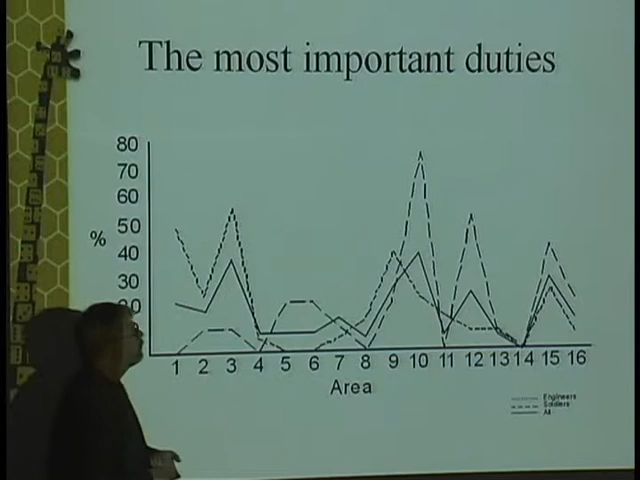 The most important duties
80
70
60
50
40
30
20
%
1 2 3 4 5 6 7 8 9 10 11 12 13 14 15 16
Area
Engineers
Soldiers
All